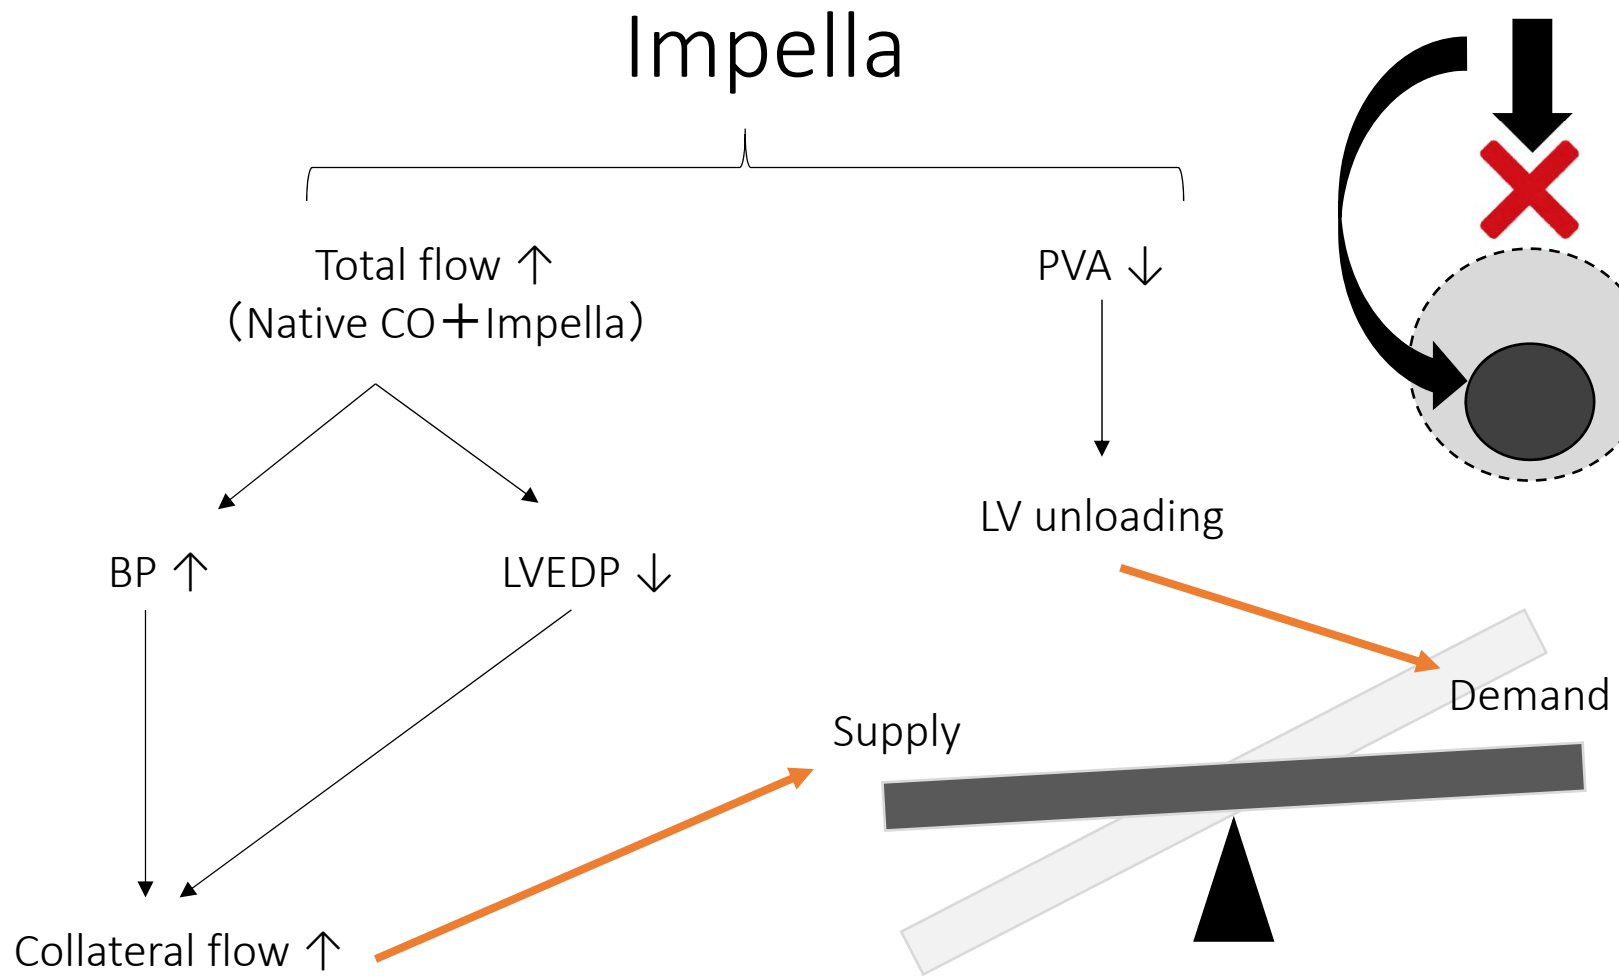 Impella
Total flow ↑
（Native CO＋Impella）
PVA ↓
LV unloading
BP ↑
LVEDP ↓
Demand
Supply
Collateral flow ↑